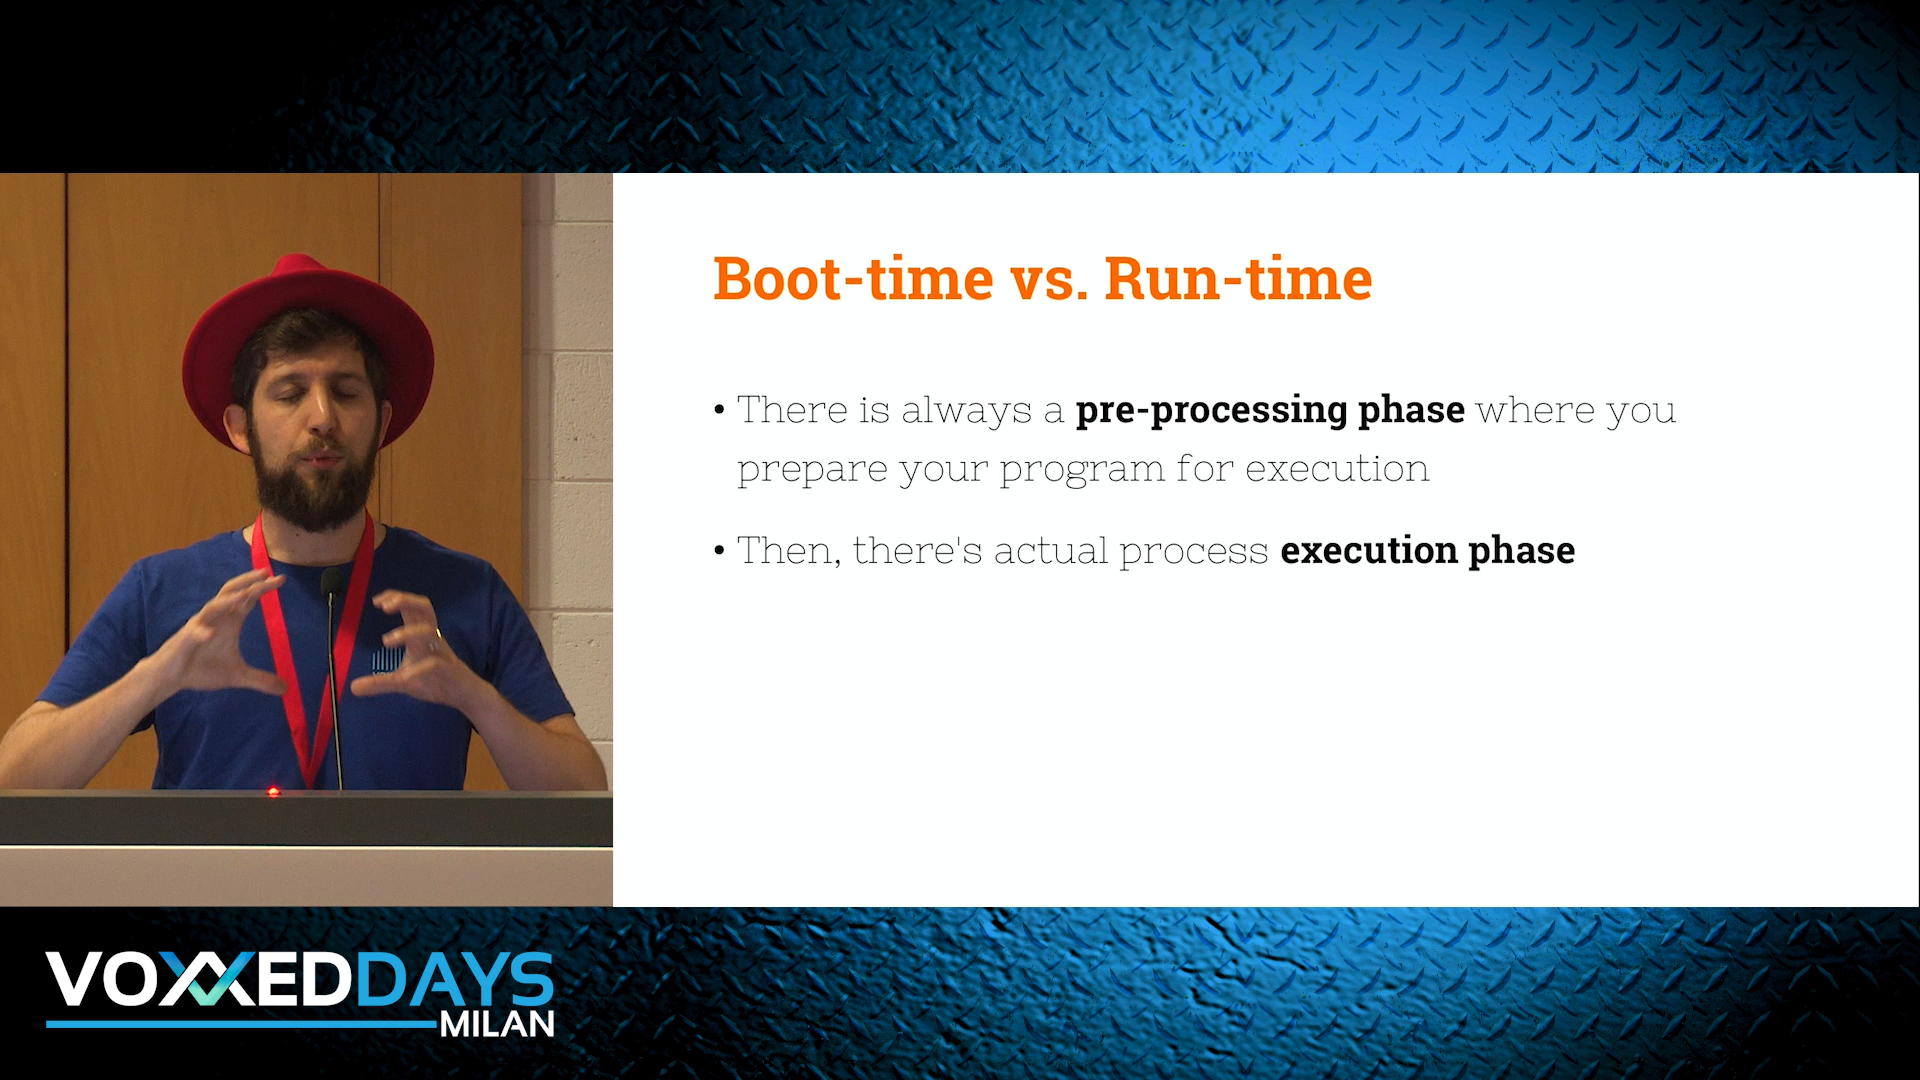 Boot-time vs. Run-time
• There is always a pre-processing phase where you
prepare your program for execution
• Then, there's actual process execution phase
VOXXEDDAYS
MILAN